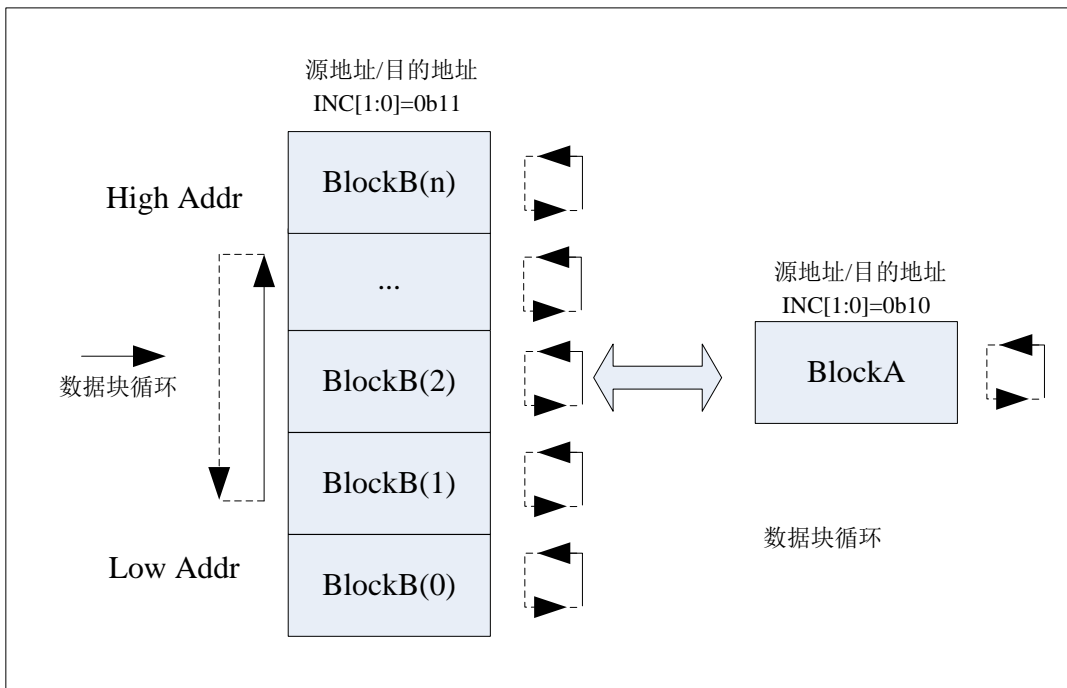 源地址/目的地址
INC[1:0]=0b11
BlockB(n)
High Addr
...
源地址/目的地址
INC[1:0]=0b10
BlockB(2)
BlockA
数据块循环
BlockB(1)
数据块循环
Low Addr
BlockB(0)